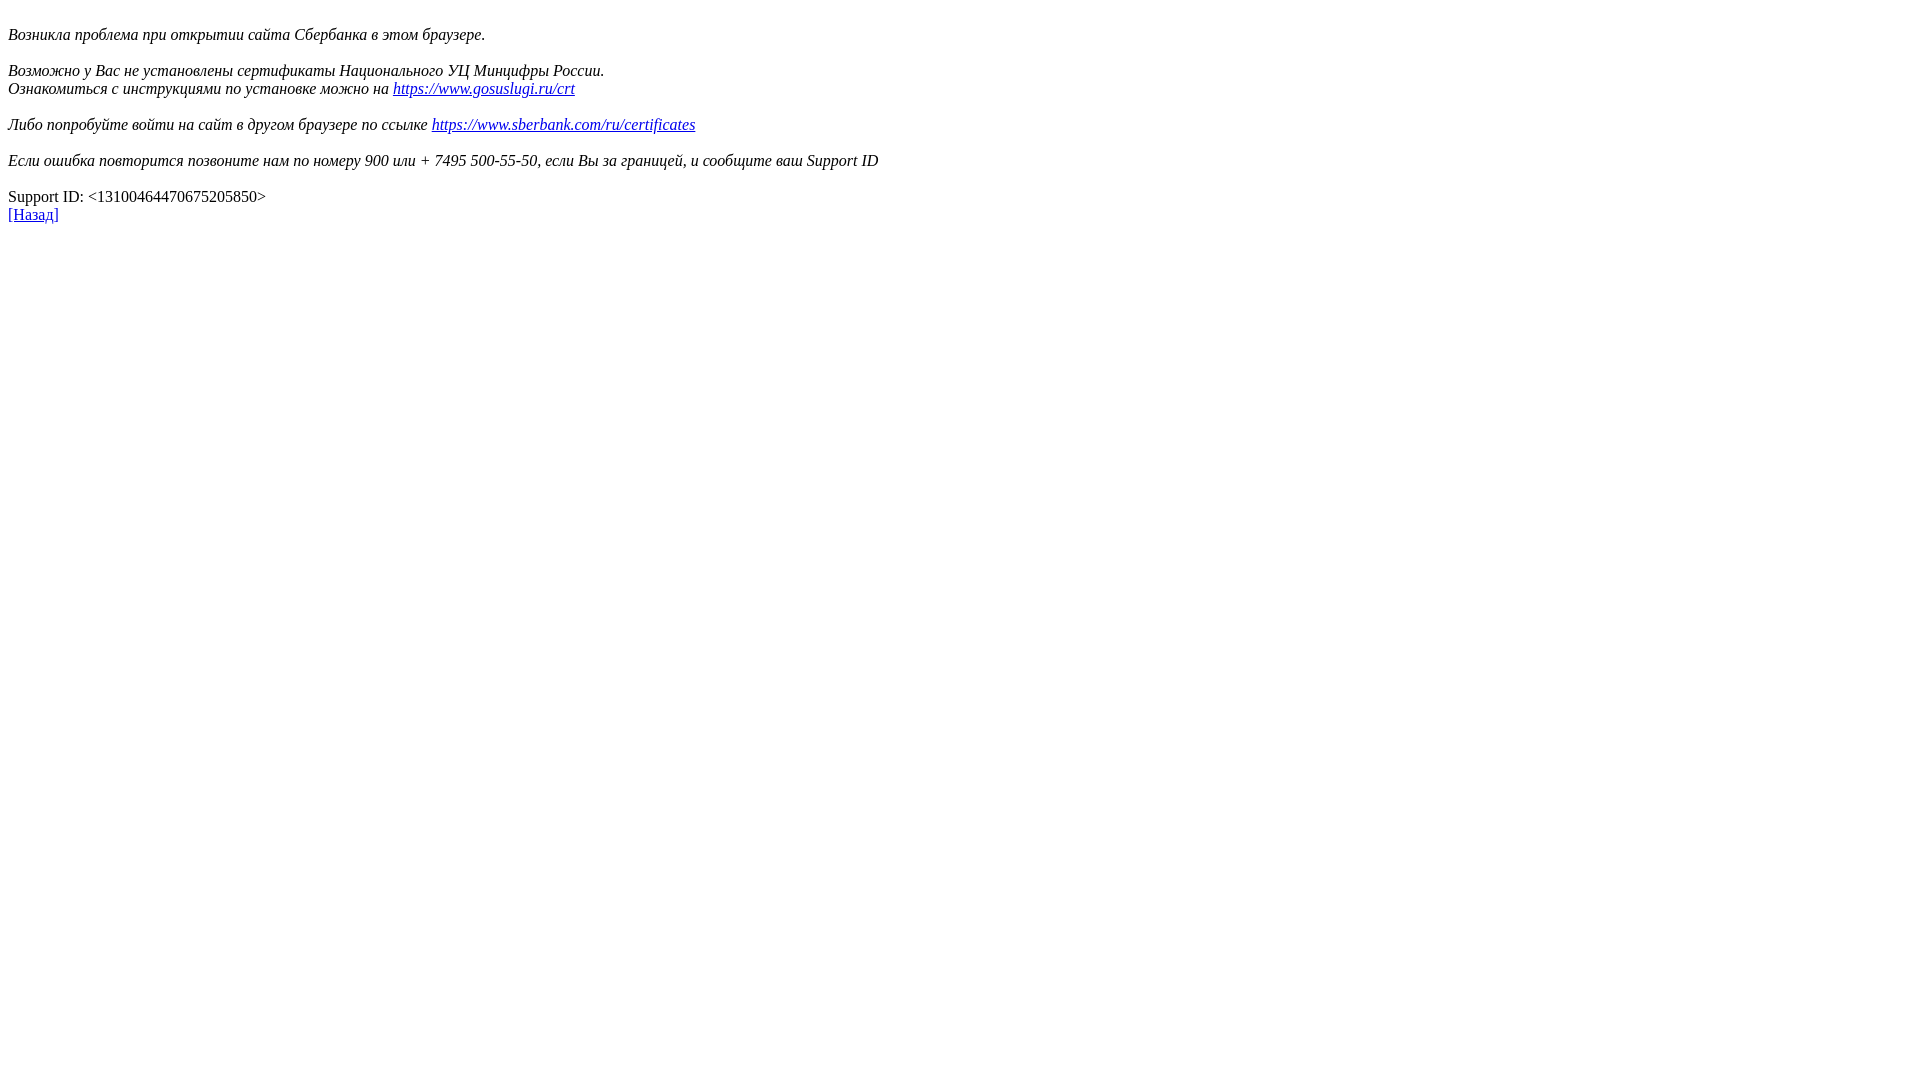 Возникла проблема при открытии сайта Сбербанка в этом браузере.
Возможно у Вас не установлены сертификаты Национального УЦ Минцифры России.
Ознакомиться с инструкциями по установке можно на https://www.gosuslugi.ru/crt
Либо попробуйте войти на сайт в другом браузере по ссылке https://www.sberbank.com/ru/certificates
Если ошибка повторится позвоните нам по номеру 900 или + 7495 500-55-50, если Вы за границей, и сообщите ваш Support ID
Support ID: <13100464470675205850>
[Назад]